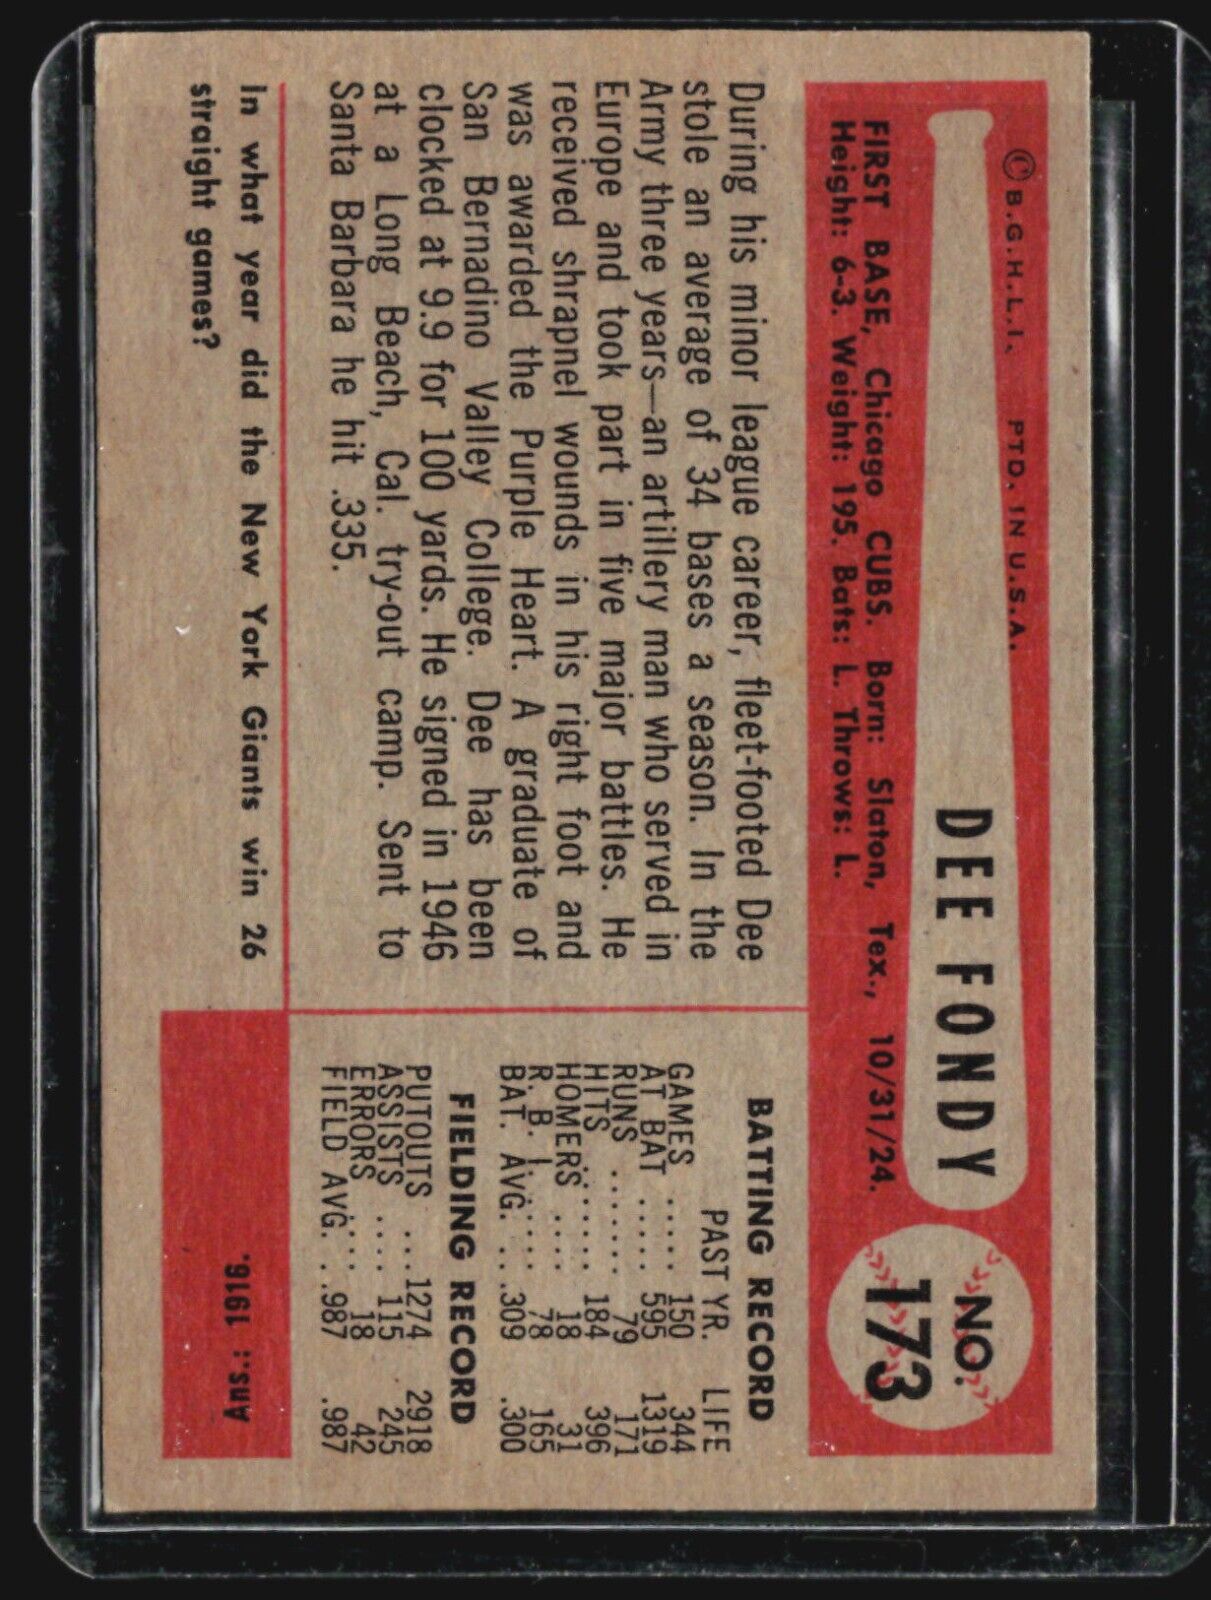 © B.G.H.L.I. PTD. IN U.S.A.
DEE FONDY
NO.
173
FIRST BASE, Chicago CUBS. Born: Slaton, Tex., 10/31/24.
Height: 6-3. Weight: 195. Bats: L. Throws: L.
During his minor league career, fleet-footed Dee
stole an average of 34 bases a season. In the
Army three years—an artillery man who served in
Europe and took part in five major battles. He
received shrapnel wounds in his right foot and
was awarded the Purple Heart. A graduate of
San Bernadino Valley College. Dee has been
clocked at 9.9 for 100 yards. He signed in 1946
at a Long Beach, Cal. try-out camp. Sent to
Santa Barbara he hit .335.
BATTING RECORD
PAST YR. LIFE
GAMES ..... 150 344
AT BAT ..... 595 1319
RUNS ....... 79 171
HITS ....... 184 396
HOMERS .... 18 31
R. B. I. ..... 78 165
BAT. AVG. .. .309 .300
FIELDING RECORD
PUTOUTS ...1274 2918
ASSISTS .... 115 245
ERRORS .... 18 42
FIELD AVG. . .987 .987
In what year did the New York Giants win 26
straight games?
Ans.: 1916.